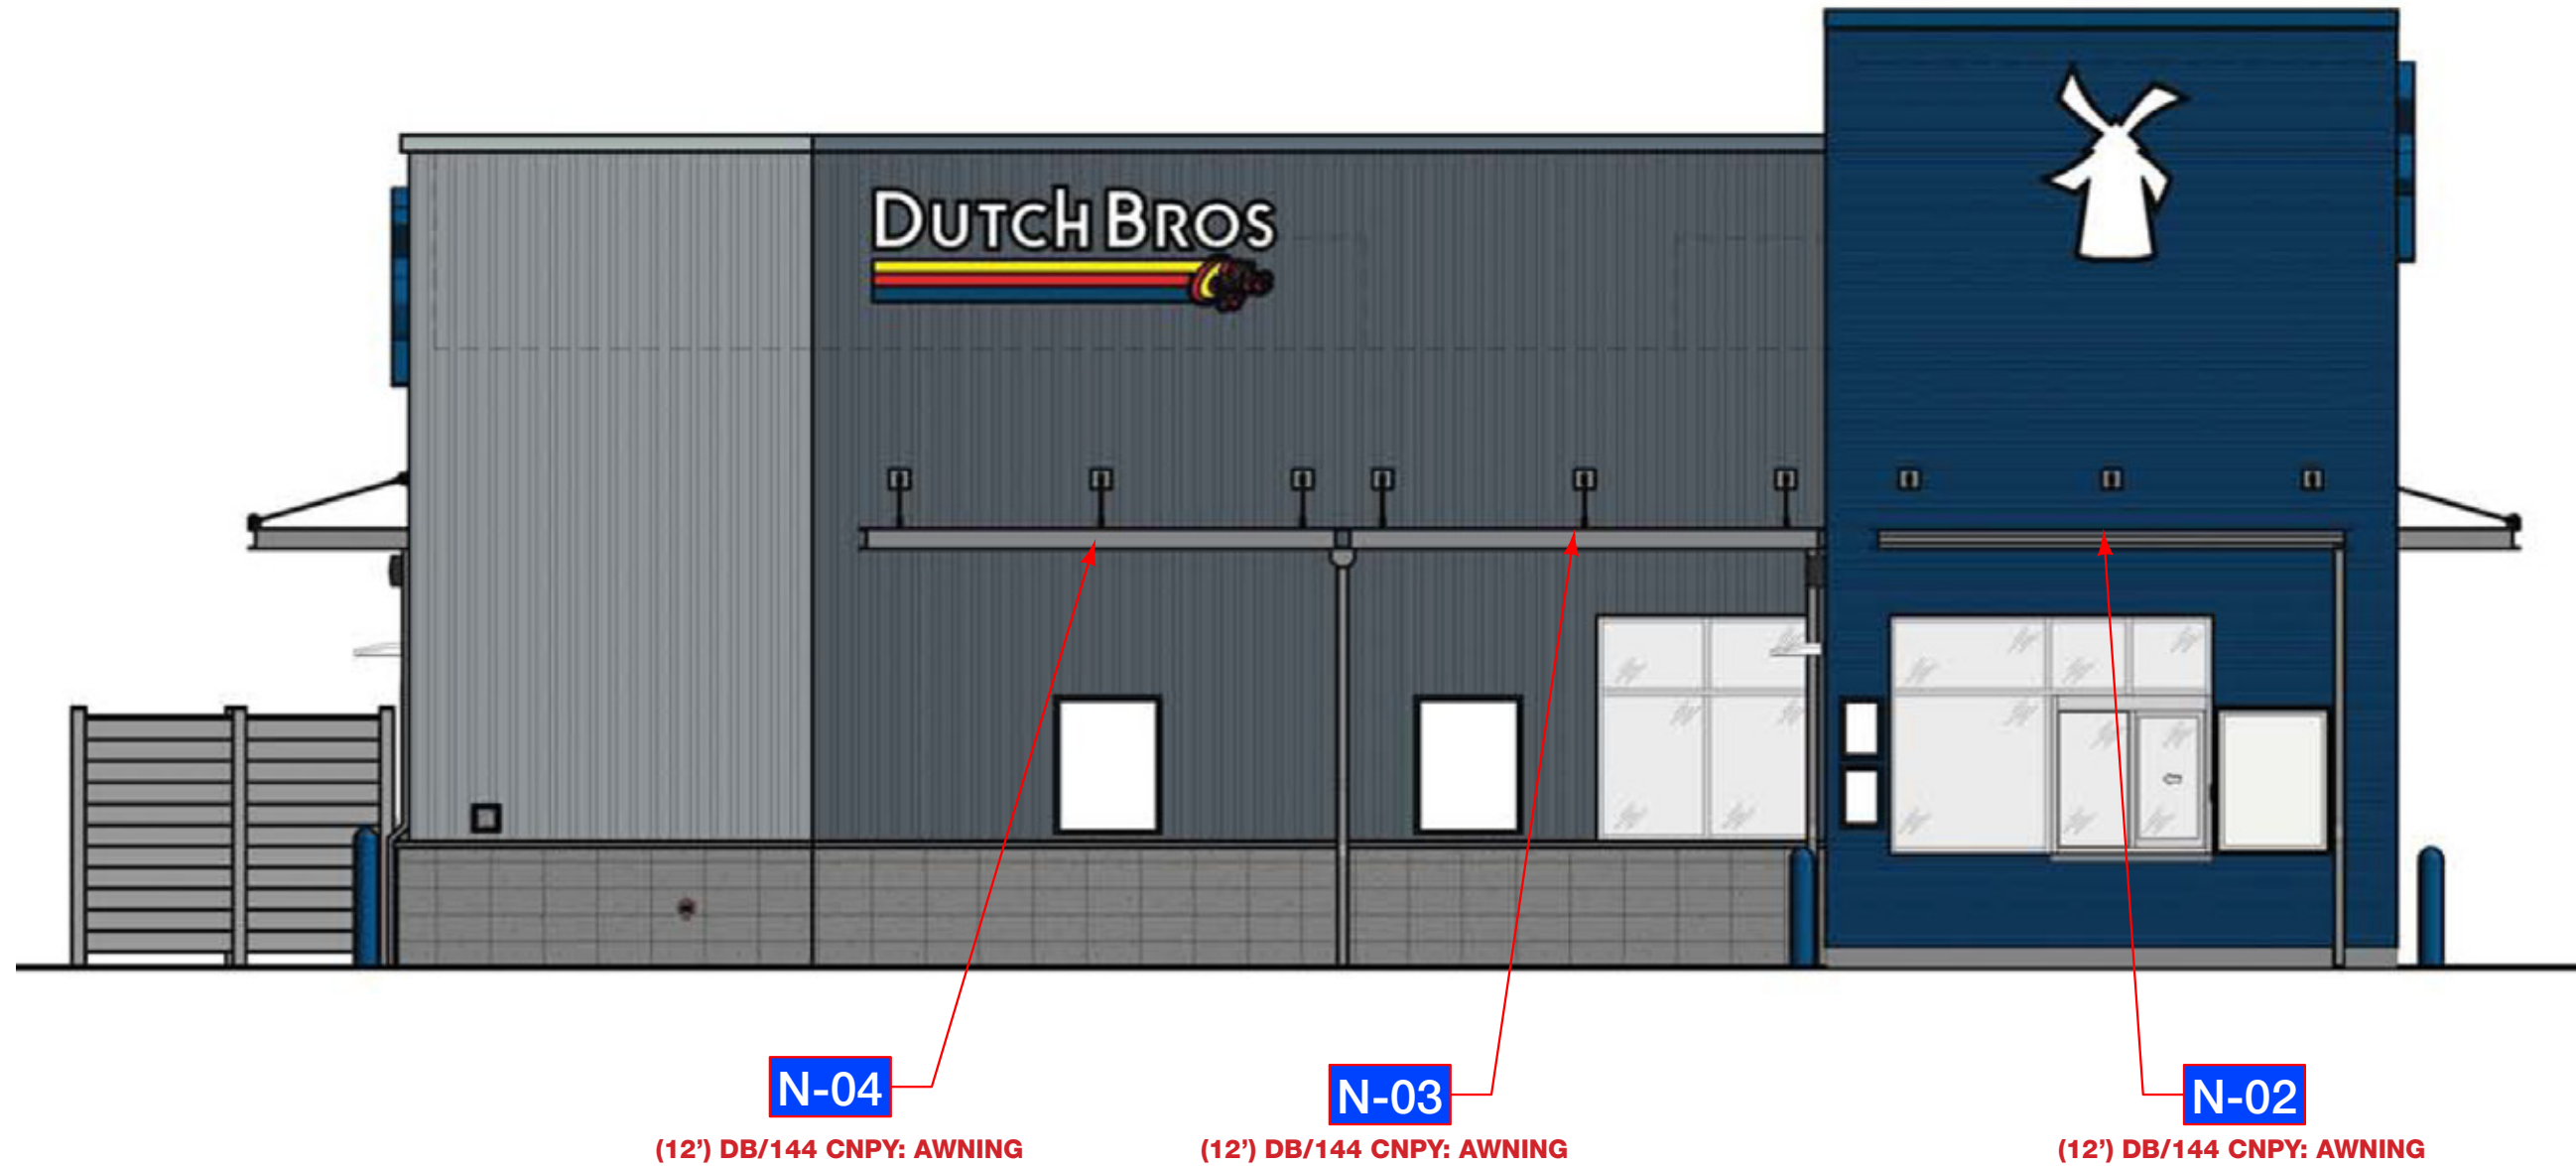 DUTCH BROS
N-04
(12’) DB/144 CNPY: AWNING
N-03
(12’) DB/144 CNPY: AWNING
N-02
(12’) DB/144 CNPY: AWNING